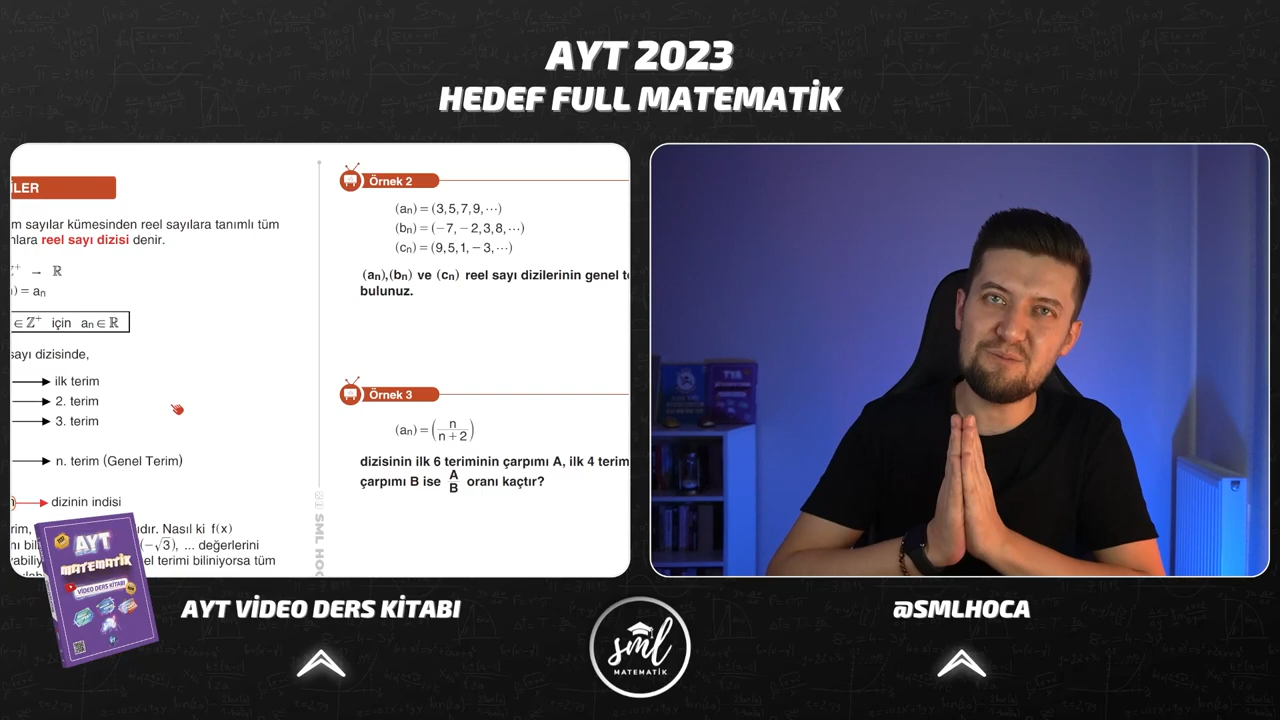 AYT 2023
HEDEF FULL MATEMATİK
İLER
m sayılar kümesinden reel sayılara tanımlı tüm
nlara reel sayı dizisi denir.
ℤ⁺ → ℝ
) = aₙ
∈ ℤ⁺ için aₙ ∈ ℝ
sayı dizisinde,
ilk terim
2. terim
3. terim
n. terim (Genel Terim)
dizinin indisi
rim, dır. Nasıl ki f(x)
nı bili (−√3), ... değerlerini
yabiliy el terimi biliniyorsa tüm
Örnek 2
(aₙ) = (3, 5, 7, 9, ⋯)
(bₙ) = (−7, −2, 3, 8, ⋯)
(cₙ) = (9, 5, 1, −3, ⋯)
(aₙ),(bₙ) ve (cₙ) reel sayı dizilerinin genel te
bulunuz.
Örnek 3
(aₙ) = (n/(n+2))
dizisinin ilk 6 teriminin çarpımı A, ilk 4 terim
çarpımı B ise A/B oranı kaçtır?
SML HOC
AYT
MATEMATİK
VİDEO DERS KİTABI
AYT VİDEO DERS KİTABI
sml
MATEMATİK
@SMLHOCA